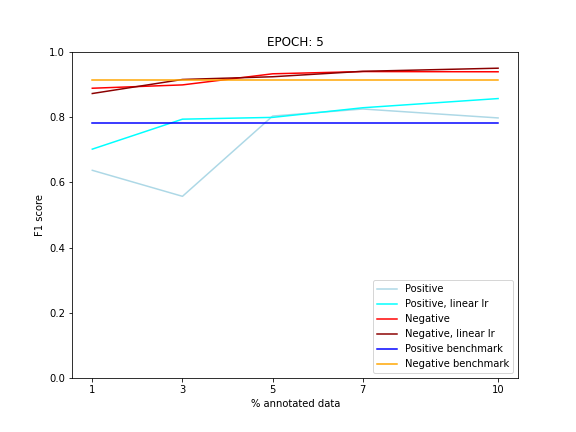 EPOCH: 5
1.0
0.8
0.6
0.4
0.2
0.0
F1 score
Positive
Positive, linear lr
Negative
Negative, linear lr
Positive benchmark
Negative benchmark
1 3 5 7 10
% annotated data